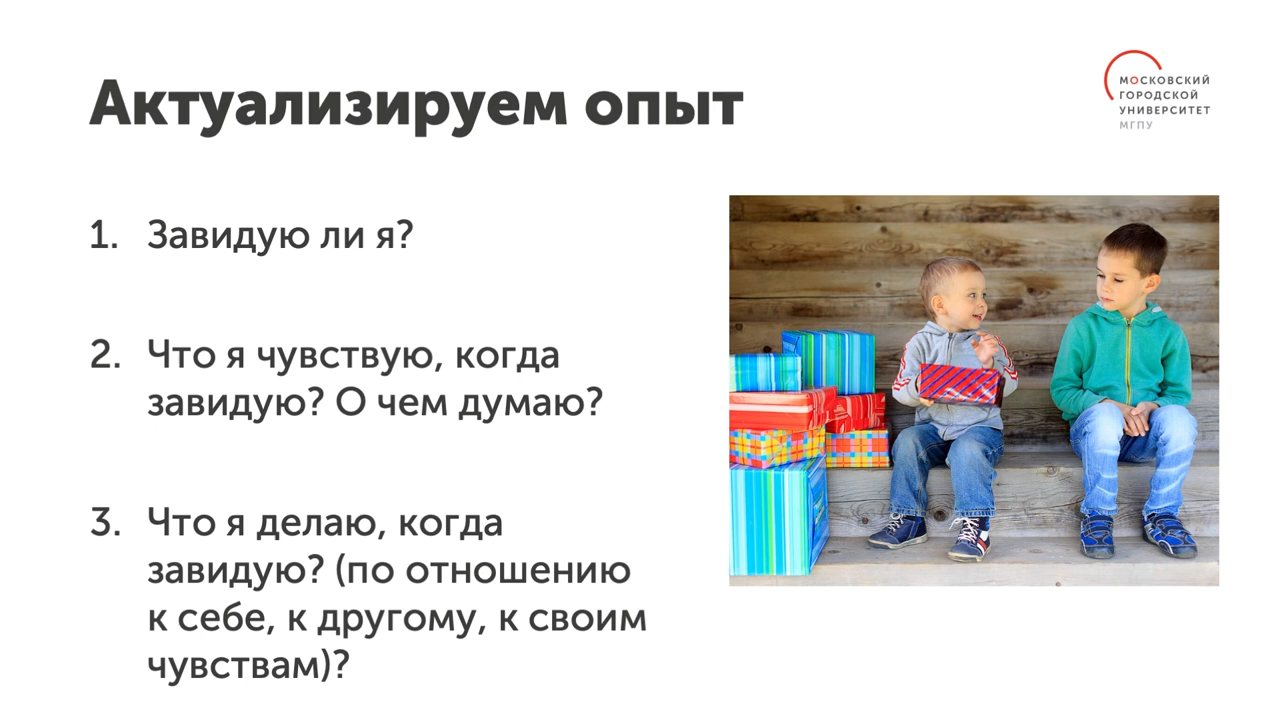 Актуализируем опыт
МОСКОВСКИЙ
ГОРОДСКОЙ
УНИВЕРСИТЕТ
МГПУ
1. Завидую ли я?
2. Что я чувствую, когда
завидую? О чем думаю?
3. Что я делаю, когда
завидую? (по отношению
к себе, к другому, к своим
чувствам)?